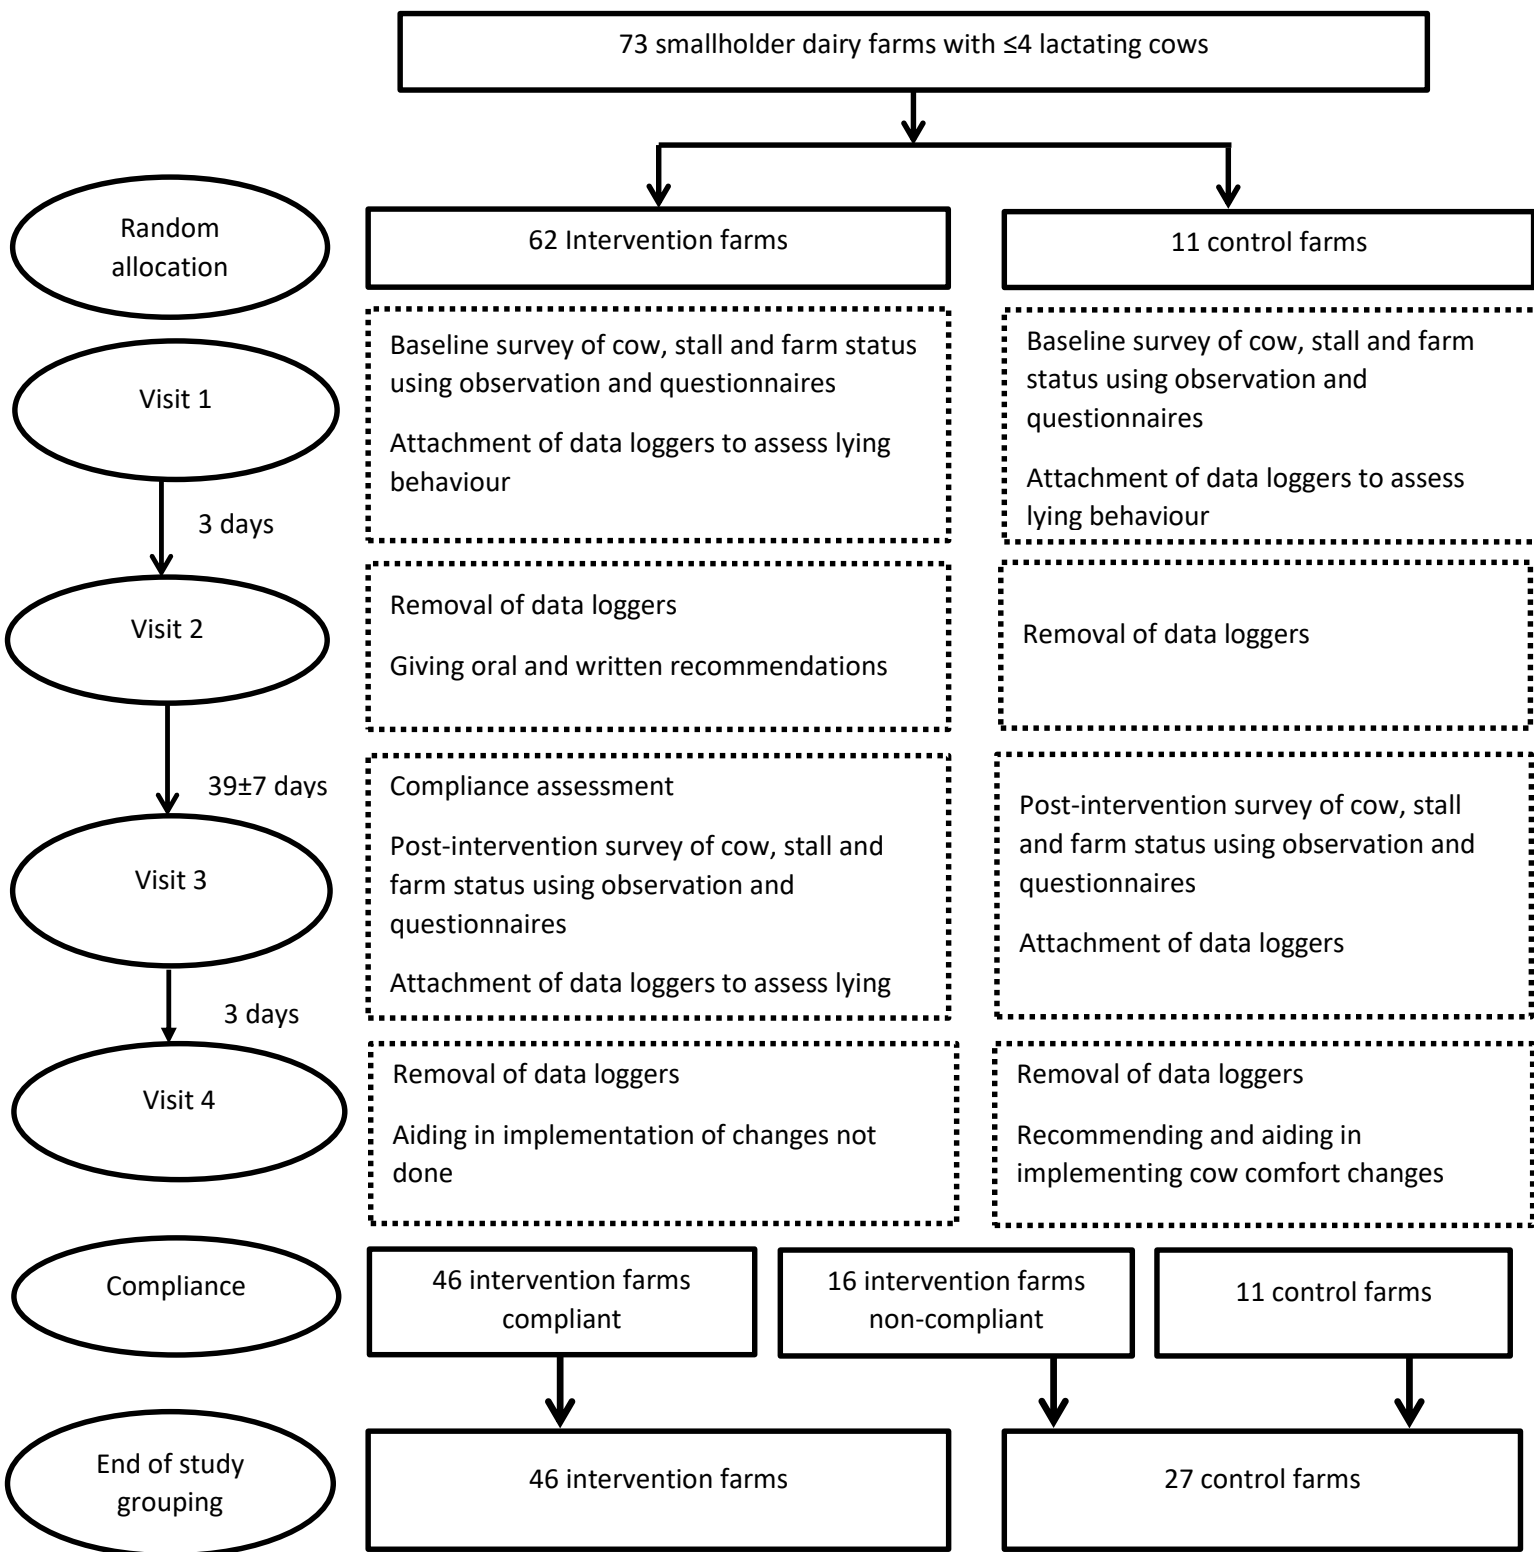 73 smallholder dairy farms with ≤4 lactating cows
Random
allocation
62 Intervention farms
11 control farms
Visit 1
Baseline survey of cow, stall and farm status
using observation and questionnaires
Attachment of data loggers to assess lying
behaviour
Baseline survey of cow, stall and farm
status using observation and
questionnaires
Attachment of data loggers to assess
lying behaviour
3 days
Visit 2
Removal of data loggers
Giving oral and written recommendations
Removal of data loggers
39±7 days
Visit 3
Compliance assessment
Post-intervention survey of cow, stall and
farm status using observation and
questionnaires
Attachment of data loggers to assess lying
Post-intervention survey of cow, stall
and farm status using observation and
questionnaires
Attachment of data loggers
3 days
Visit 4
Removal of data loggers
Aiding in implementation of changes not
done
Removal of data loggers
Recommending and aiding in
implementing cow comfort changes
Compliance
46 intervention farms
compliant
16 intervention farms
non-compliant
11 control farms
End of study
grouping
46 intervention farms
27 control farms